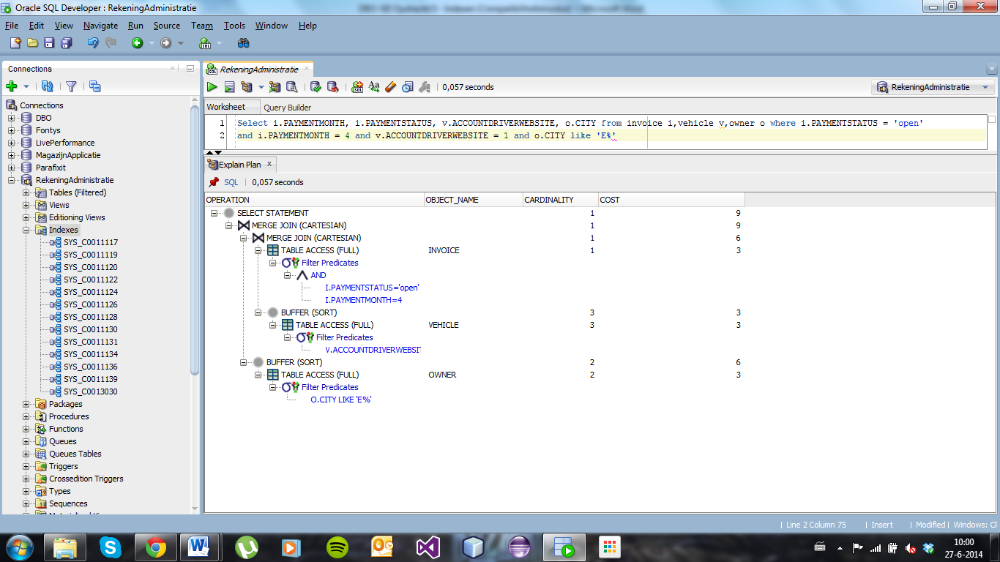 Oracle SQL Developer : RekeningAdministratie
File Edit View Navigate Run Source Team Tools Window Help
Connections
RekeningAdministratie
0,057 seconds
RekeningAdministratie
Worksheet Query Builder
1 Select i.PAYMENTMONTH, i.PAYMENTSTATUS, v.ACCOUNTDRIVERWEBSITE, o.CITY from invoice i,vehicle v,owner o where i.PAYMENTSTATUS = 'open'
2 and i.PAYMENTMONTH = 4 and v.ACCOUNTDRIVERWEBSITE = 1 and o.CITY like 'E%'
Connections
DBO
Fontys
LivePerformance
MagazijnApplicatie
Parafixit
RekeningAdministratie
Tables (Filtered)
Views
Editioning Views
Indexes
SYS_C0011117
SYS_C0011119
SYS_C0011120
SYS_C0011122
SYS_C0011124
SYS_C0011126
SYS_C0011128
SYS_C0011130
SYS_C0011131
SYS_C0011134
SYS_C0011136
SYS_C0011139
SYS_C0013030
Packages
Procedures
Functions
Queues
Queues Tables
Triggers
Crossedition Triggers
Types
Sequences
Explain Plan
SQL 0,057 seconds
OPERATION OBJECT_NAME CARDINALITY COST
SELECT STATEMENT 1 9
MERGE JOIN (CARTESIAN) 1 9
MERGE JOIN (CARTESIAN) 1 6
TABLE ACCESS (FULL) INVOICE 1 3
Filter Predicates
AND
I.PAYMENTSTATUS='open'
I.PAYMENTMONTH=4
BUFFER (SORT) 3 3
TABLE ACCESS (FULL) VEHICLE 3 3
Filter Predicates
V.ACCOUNTDRIVERWEBSI
BUFFER (SORT) 2 6
TABLE ACCESS (FULL) OWNER 2 3
Filter Predicates
O.CITY LIKE 'E%'
Line 2 Column 75 Insert Modified Windows: CF
10:00
27-6-2014